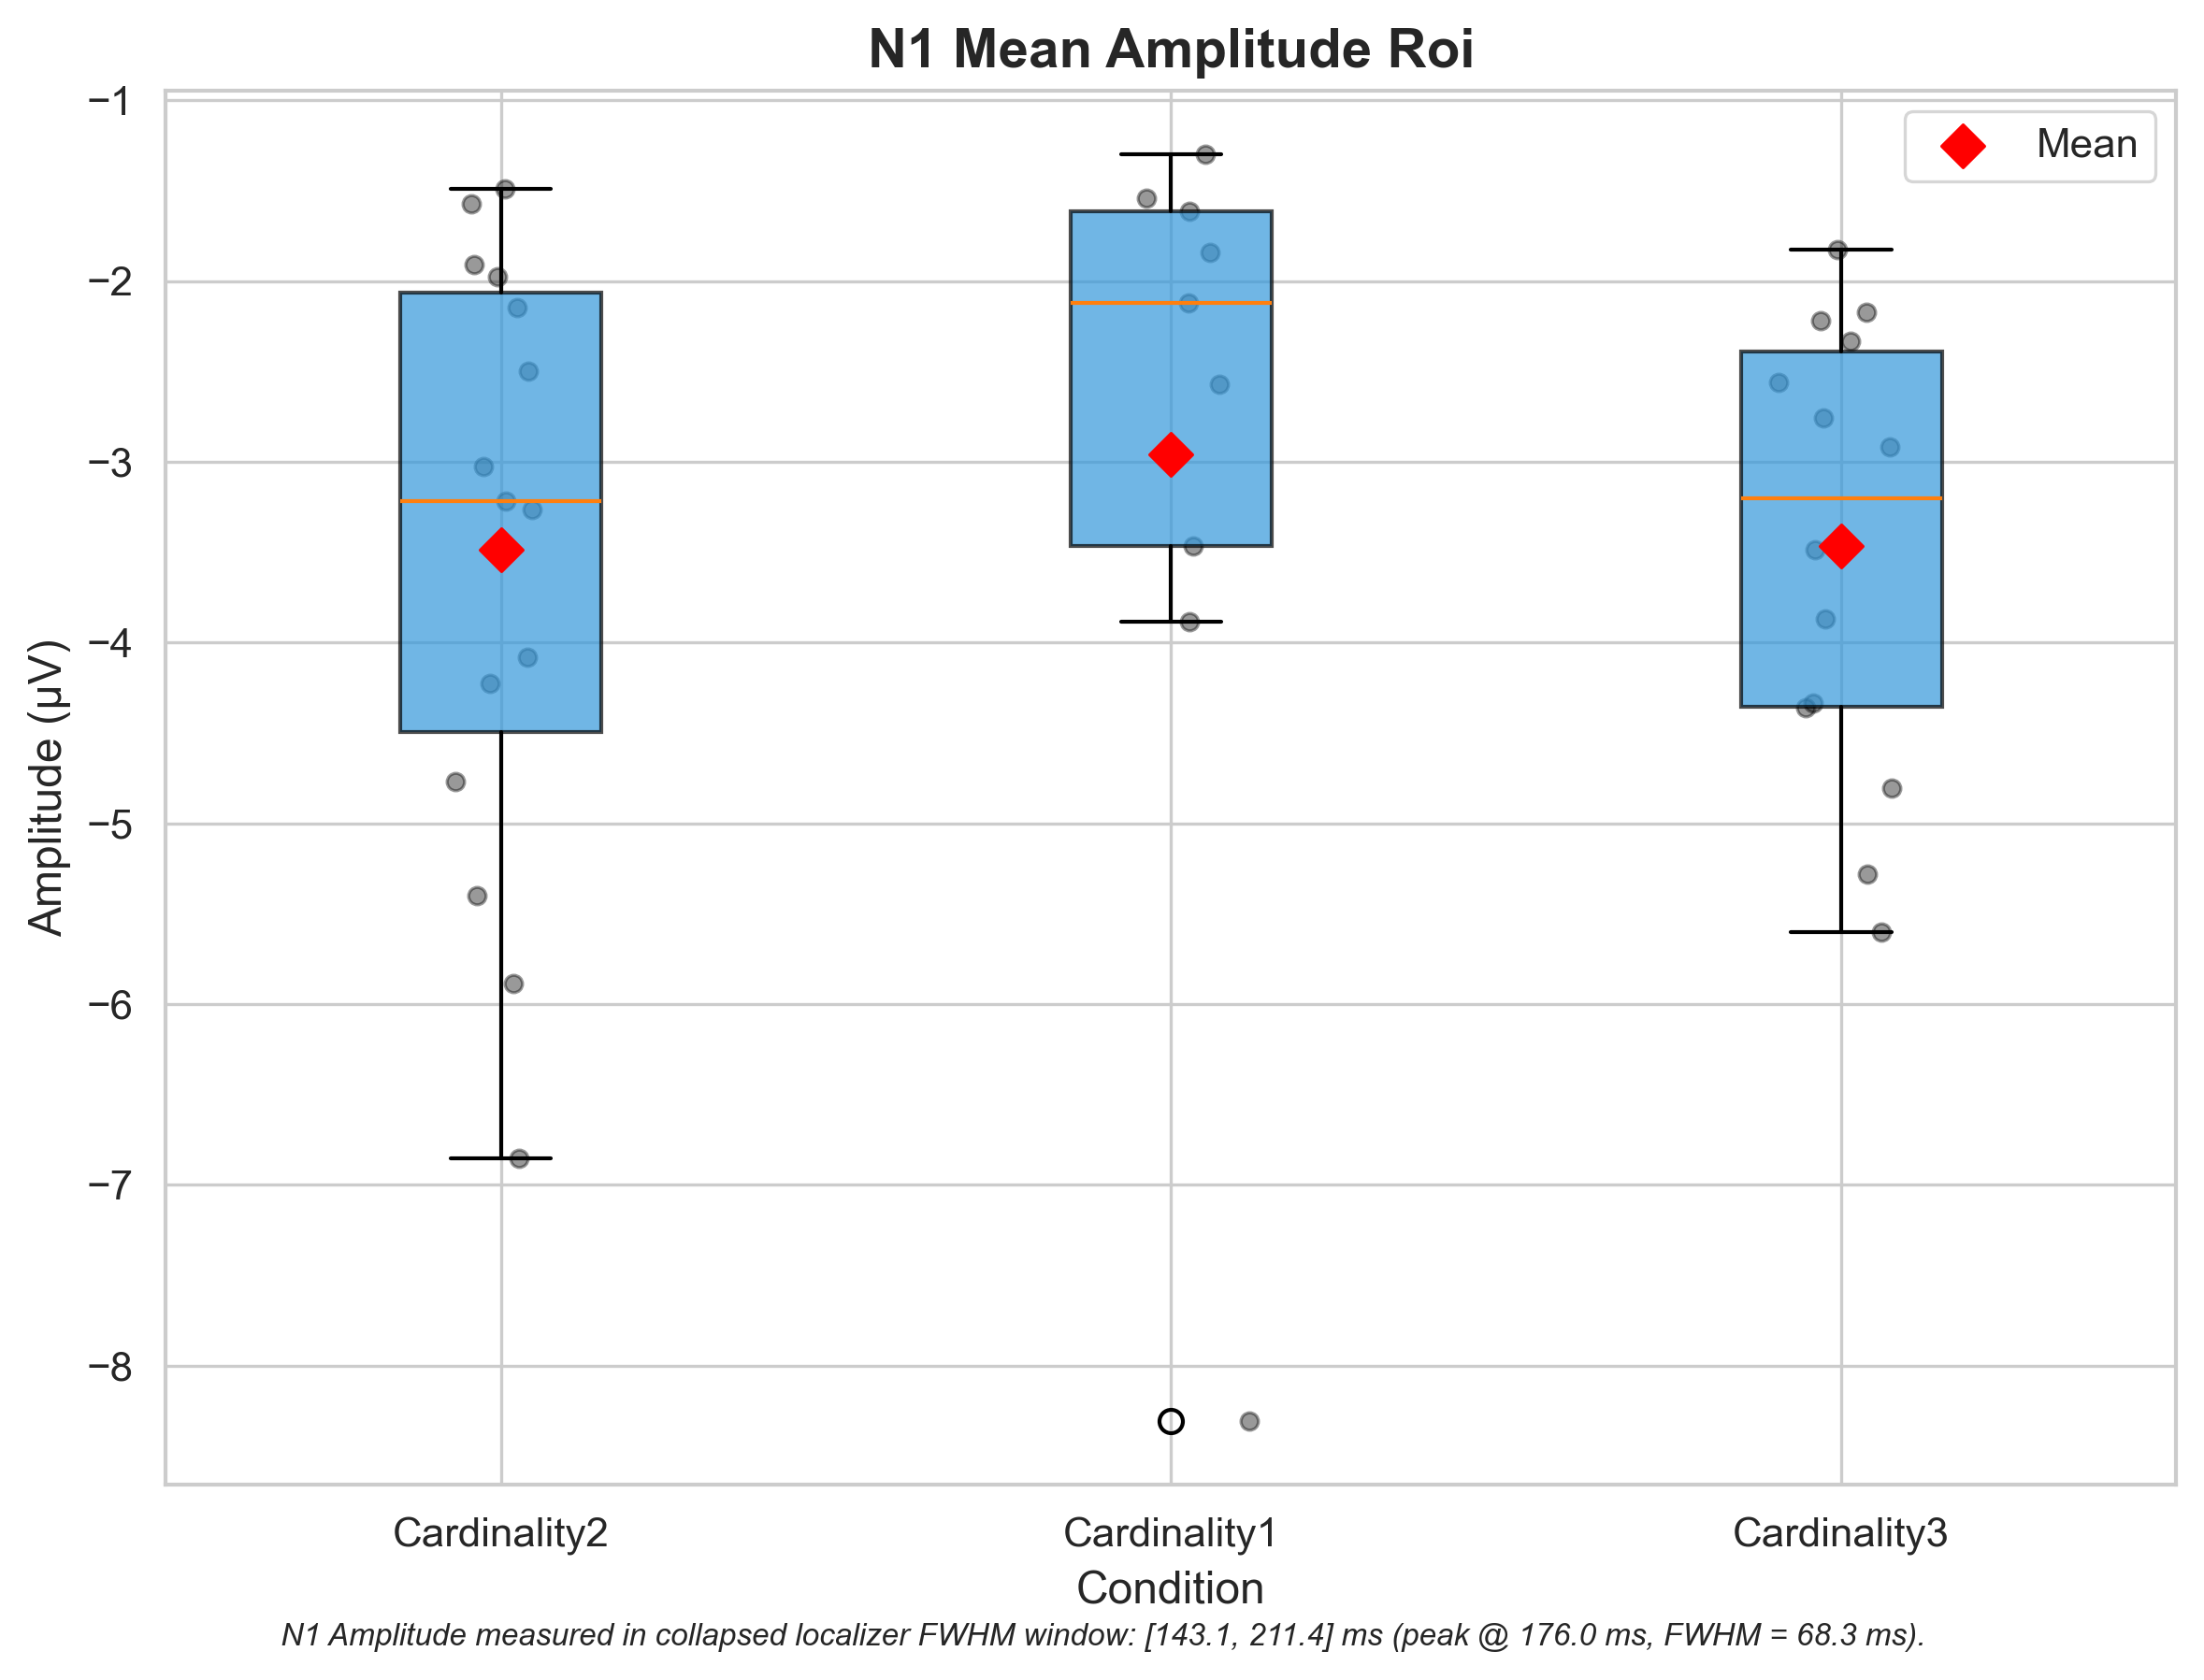 N1 Mean Amplitude Roi
Mean
−1
−2
−3
−4
−5
−6
−7
−8
Amplitude (μV)
Cardinality2
Cardinality1
Cardinality3
Condition
N1 Amplitude measured in collapsed localizer FWHM window: [143.1, 211.4] ms (peak @ 176.0 ms, FWHM = 68.3 ms).